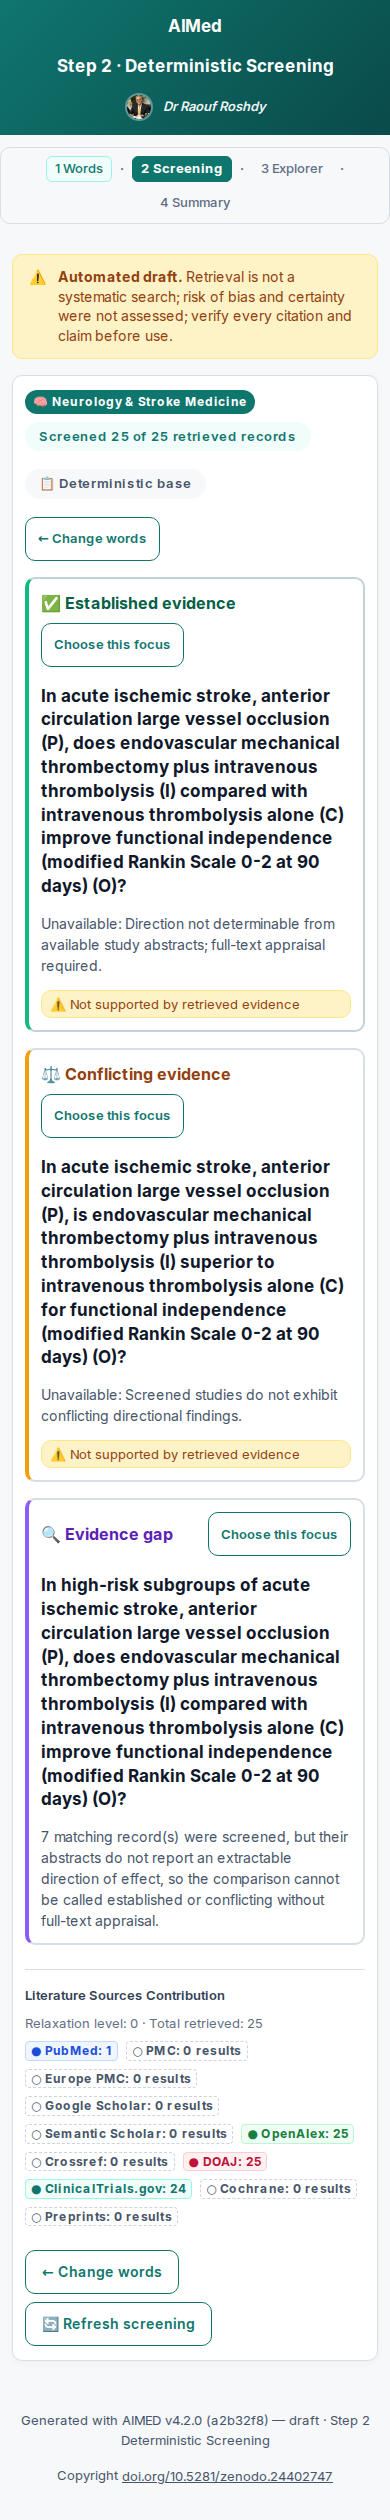 AIMed
Step 2 · Deterministic Screening
Dr Raouf Roshdy
1 Words · 2 Screening · 3 Explorer ·
4 Summary
⚠️ Automated draft. Retrieval is not a
systematic search; risk of bias and certainty
were not assessed; verify every citation and
claim before use.
🧠 Neurology & Stroke Medicine
Screened 25 of 25 retrieved records
📋 Deterministic base
← Change words
✅ Established evidence
Choose this focus
In acute ischemic stroke, anterior
circulation large vessel occlusion
(P), does endovascular mechanical
thrombectomy plus intravenous
thrombolysis (I) compared with
intravenous thrombolysis alone (C)
improve functional independence
(modified Rankin Scale 0-2 at 90
days) (O)?
Unavailable: Direction not determinable from
available study abstracts; full-text appraisal
required.
⚠️ Not supported by retrieved evidence
⚖️ Conflicting evidence
Choose this focus
In acute ischemic stroke, anterior
circulation large vessel occlusion
(P), is endovascular mechanical
thrombectomy plus intravenous
thrombolysis (I) superior to
intravenous thrombolysis alone (C)
for functional independence
(modified Rankin Scale 0-2 at 90
days) (O)?
Unavailable: Screened studies do not exhibit
conflicting directional findings.
⚠️ Not supported by retrieved evidence
🔍 Evidence gap
Choose this focus
In high-risk subgroups of acute
ischemic stroke, anterior
circulation large vessel occlusion
(P), does endovascular mechanical
thrombectomy plus intravenous
thrombolysis (I) compared with
intravenous thrombolysis alone (C)
improve functional independence
(modified Rankin Scale 0-2 at 90
days) (O)?
7 matching record(s) were screened, but their
abstracts do not report an extractable
direction of effect, so the comparison cannot
be called established or conflicting without
full-text appraisal.
Literature Sources Contribution
Relaxation level: 0 · Total retrieved: 25
● PubMed: 1 ○ PMC: 0 results
○ Europe PMC: 0 results
○ Google Scholar: 0 results
○ Semantic Scholar: 0 results ● OpenAlex: 25
○ Crossref: 0 results ● DOAJ: 25
● ClinicalTrials.gov: 24 ○ Cochrane: 0 results
○ Preprints: 0 results
← Change words
🔄 Refresh screening
Generated with AIMED v4.2.0 (a2b32f8) — draft · Step 2
Deterministic Screening
Copyright doi.org/10.5281/zenodo.24402747